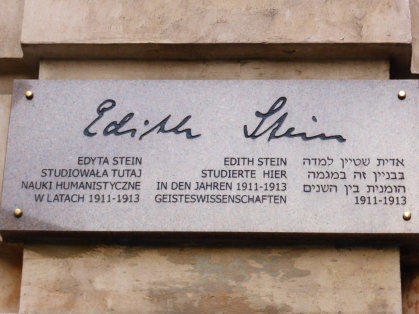 Edith Stein
EDYTA STEIN
STUDIOWAŁA TUTAJ
NAUKI HUMANISTYCZNE
W LATACH 1911-1913
EDITH STEIN
STUDIERTE HIER
IN DEN JAHREN 1911-1913
GEISTESWISSENSCHAFTEN
אדית שטיין למדה
בבניין זה במגמה
הומנית בין השנים
1911-1913